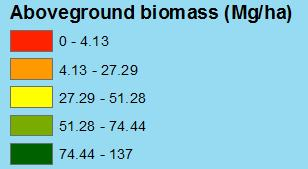 Aboveground biomass (Mg/ha)
0 - 4.13
4.13 - 27.29
27.29 - 51.28
51.28 - 74.44
74.44 - 137